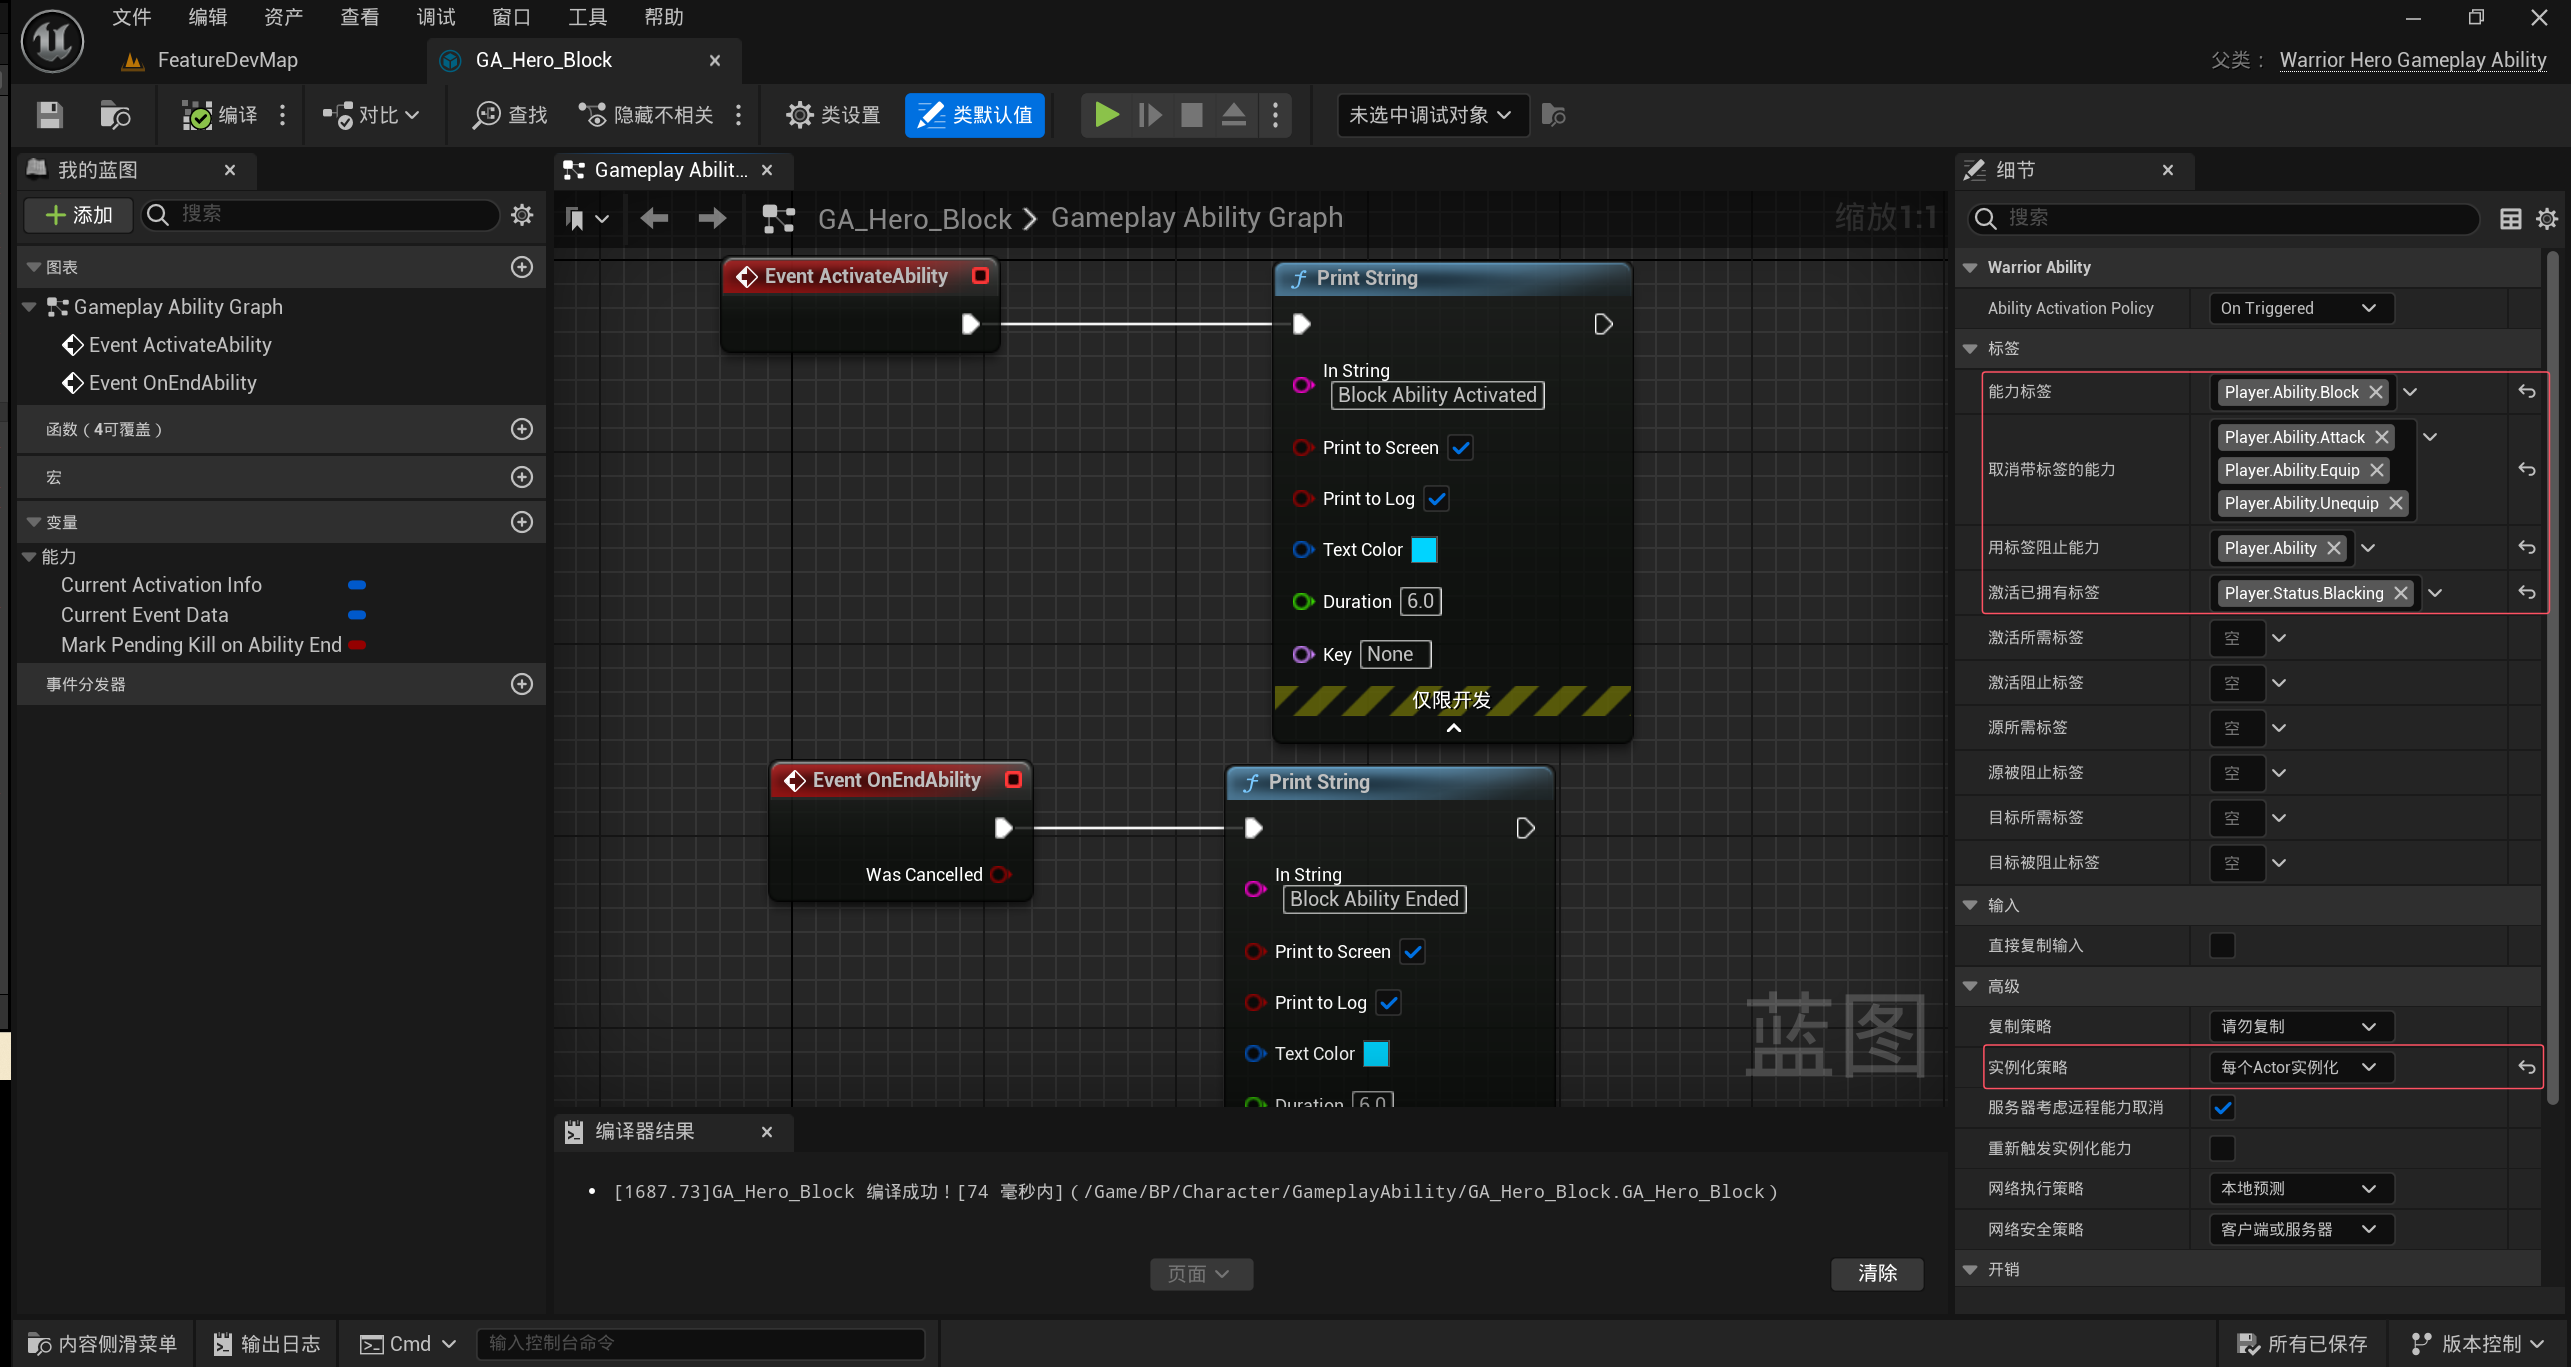 文件 编辑 资产 查看 调试 窗口 工具 帮助
FeatureDevMap
GA_Hero_Block
父类： Warrior Hero Gameplay Ability
编译 对比 查找 隐藏不相关 类设置 类默认值 未选中调试对象
我的蓝图
添加 搜索
图表
Gameplay Ability Graph
Event ActivateAbility
Event OnEndAbility
函数（4可覆盖）
宏
变量
能力
Current Activation Info
Current Event Data
Mark Pending Kill on Ability End
事件分发器
Gameplay Abilit...
GA_Hero_Block Gameplay Ability Graph
缩放1:1
Event ActivateAbility
Print String
In String
Block Ability Activated
Print to Screen
Print to Log
Text Color
Duration 6.0
Key None
仅限开发
Event OnEndAbility
Was Cancelled
Print String
In String
Block Ability Ended
Print to Screen
Print to Log
Text Color
Duration 6.0
蓝图
编译器结果
[1687.73]GA_Hero_Block 编译成功！[74 毫秒内]（/Game/BP/Character/GameplayAbility/GA_Hero_Block.GA_Hero_Block）
页面
清除
细节
搜索
Warrior Ability
Ability Activation Policy On Triggered
标签
能力标签 Player.Ability.Block
取消带标签的能力 Player.Ability.Attack
Player.Ability.Equip
Player.Ability.Unequip
用标签阻止能力 Player.Ability
激活已拥有标签 Player.Status.Blacking
激活所需标签 空
激活阻止标签 空
源所需标签 空
源被阻止标签 空
目标所需标签 空
目标被阻止标签 空
输入
直接复制输入
高级
复制策略 请勿复制
实例化策略 每个Actor实例化
服务器考虑远程能力取消
重新触发实例化能力
网络执行策略 本地预测
网络安全策略 客户端或服务器
开销
内容侧滑菜单 输出日志 Cmd 输入控制台命令
所有已保存 版本控制